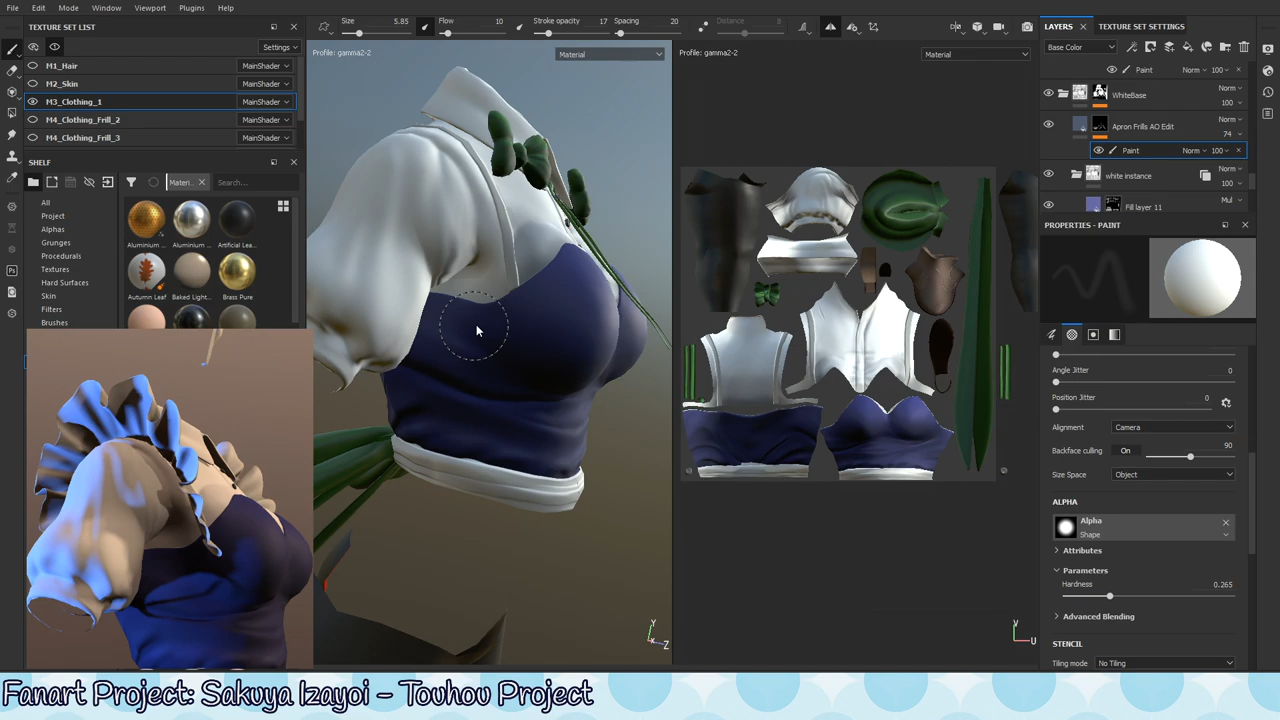 File Edit Mode Window Viewport Plugins Help
TEXTURE SET LIST
Settings
M1_Hair MainShader
M2_Skin MainShader
M3_Clothing_1 MainShader
M4_Clothing_Frill_2 MainShader
M4_Clothing_Frill_3 MainShader
SHELF
Materi... Search...
All
Project
Alphas
Grunges
Procedurals
Textures
Hard Surfaces
Skin
Filters
Brushes
Aluminium ... Aluminium ... Artificial Lea...
Autumn Leaf Baked Light... Brass Pure
Size 5.85 Flow 10 Stroke opacity 17 Spacing 20 Distance 8
Profile: gamma2-2 Material
Profile: gamma2-2 Material
Y
Z
V
U
LAYERS TEXTURE SET SETTINGS
Base Color
Paint Norm 100
WhiteBase Norm 100
Apron Frills AO Edit Norm 74
Paint Norm 100
white instance Norm 100
Fill layer 11 Mul
PROPERTIES - PAINT
Angle Jitter 0
Position Jitter 0
Alignment Camera
Backface culling On 90
Size Space Object
ALPHA
Alpha
Shape
Attributes
Parameters
Hardness 0.265
Advanced Blending
STENCIL
Tiling mode No Tiling
Fanart Project: Sakuya Izayoi - Touhou Project